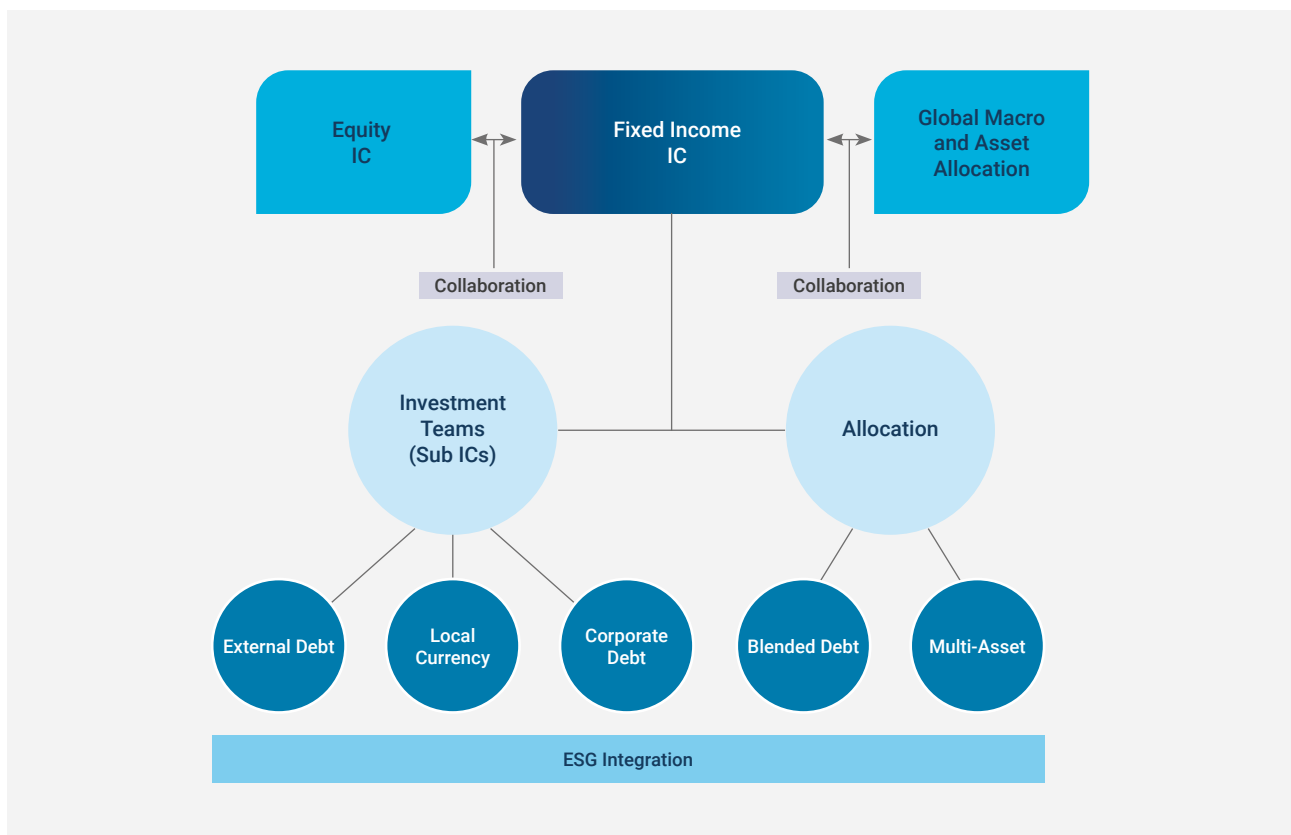 Equity
IC
Fixed Income
IC
Global Macro
and Asset
Allocation
Collaboration
Collaboration
Investment
Teams
(Sub ICs)
Allocation
External Debt
Local
Currency
Corporate
Debt
Blended Debt
Multi-Asset
ESG Integration